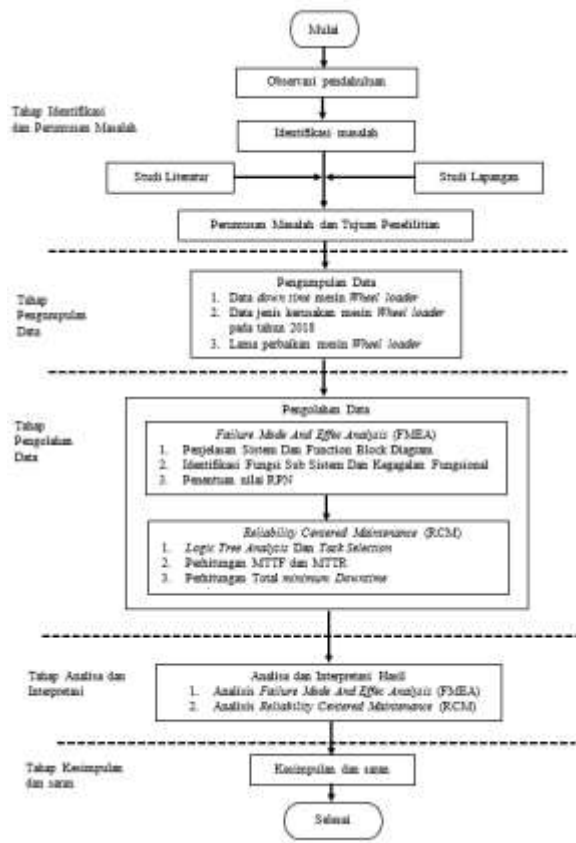 Mulai
Observasi pendahuluan
Tahap Identifikasi
dan Perumusan Masalah
Identifikasi masalah
Studi Literatur
Studi Lapangan
Perumusan Masalah dan Tujuan Penelitian
Tahap
Pengumpulan
Data
Pengumpulan Data
1. Data down time mesin Wheel loader
2. Data jenis kerusakan mesin Wheel loader
pada tahun 2018
3. Lama perbaikan mesin Wheel loader
Tahap
Pengolahan
Data
Pengolahan Data
Failure Mode And Effec Analysis (FMEA)
1. Penjelasan Sistem Dan Function Block Diagram
2. Identifikasi Fungsi Sub Sistem Dan Kegagalan Fungsional
3. Penentuan nilai RPN
Reliability Centered Maintenance (RCM)
1. Logic Tree Analysis Dan Task Selection
2. Perhitungan MTTF dan MTTR
3. Perhitungan Total minimum Downtime
Tahap Analisa dan
Interpretasi
Analisa dan Interpretasi Hasil
1. Analisis Failure Mode And Effec Analysis (FMEA)
2. Analisis Reliability Centered Maintenance (RCM)
Tahap Kesimpulan
dan saran
Kesimpulan dan saran
Selesai